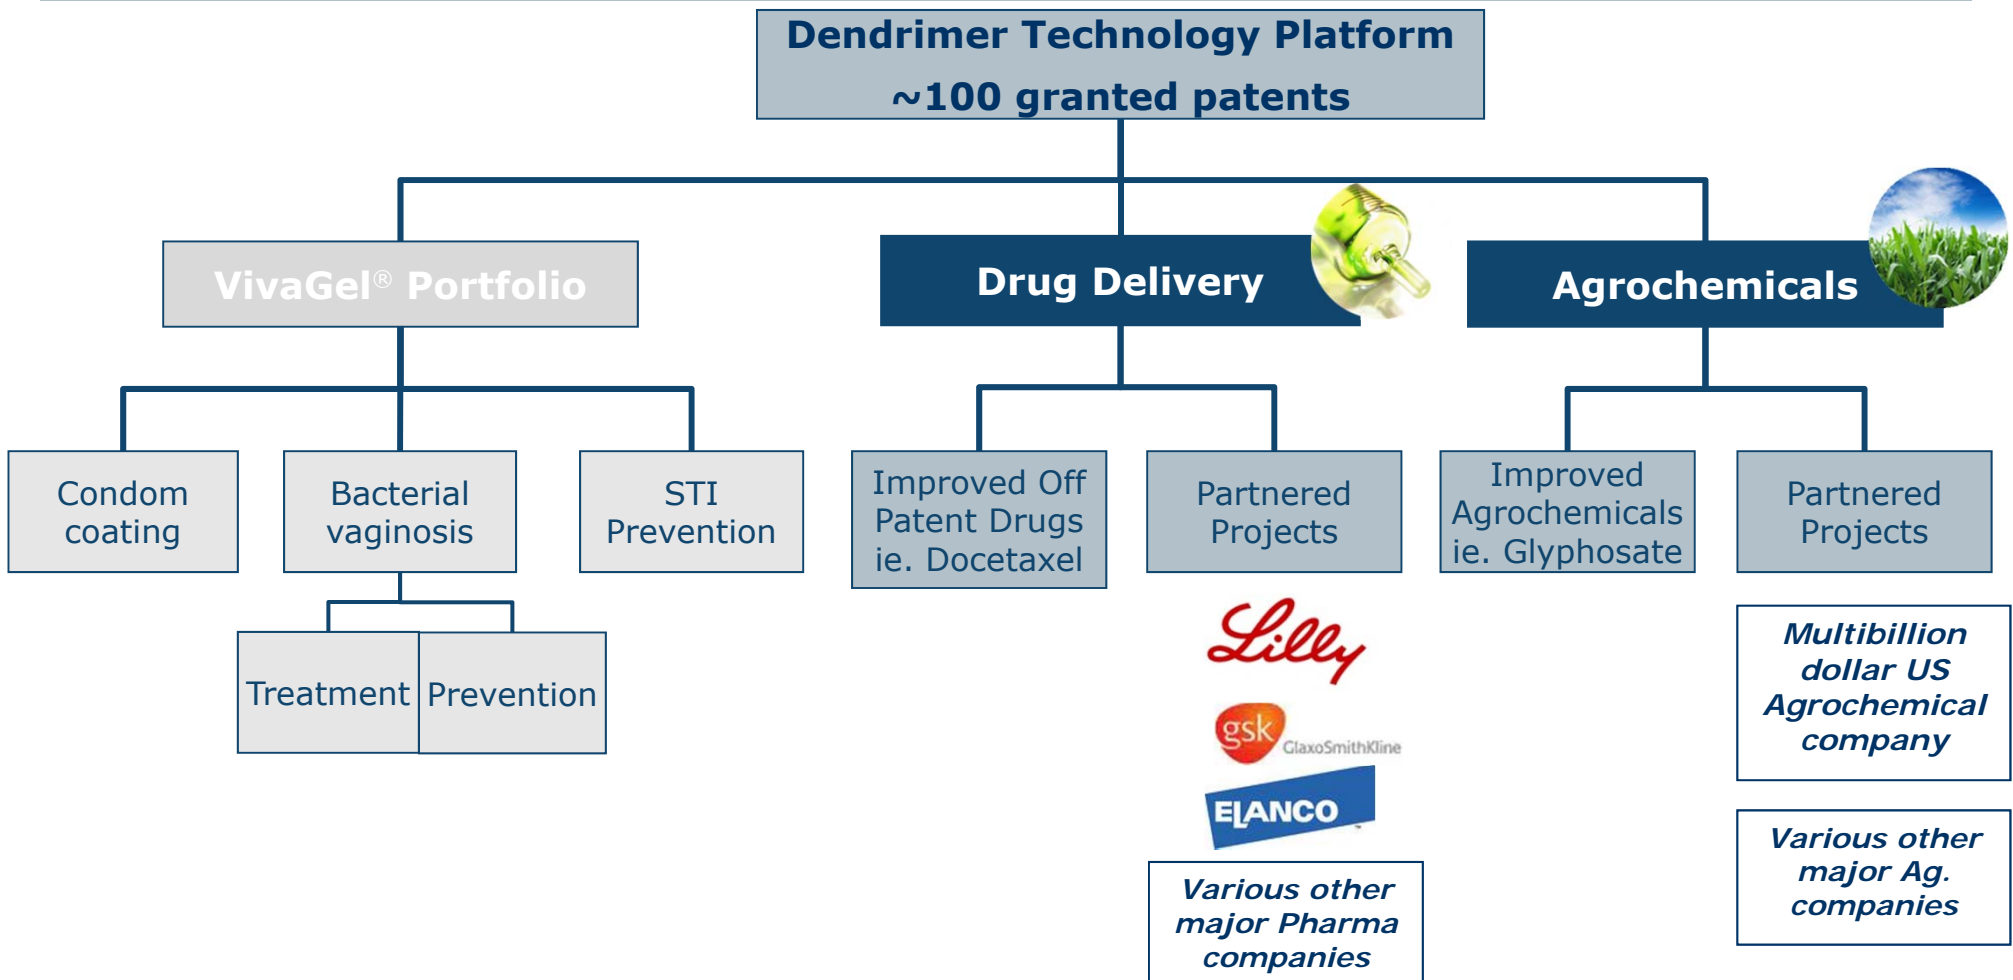 Dendrimer Technology Platform
~100 granted patents
VivaGel® Portfolio
Drug Delivery
Agrochemicals
Condom
coating
Bacterial
vaginosis
STI
Prevention
Improved Off
Patent Drugs
ie. Docetaxel
Partnered
Projects
Improved
Agrochemicals
ie. Glyphosate
Partnered
Projects
Treatment
Prevention
Lilly
gsk
GlaxoSmithKline
ELANCO
™
Various other
major Pharma
companies
Multibillion
dollar US
Agrochemical
company
Various other
major Ag.
companies